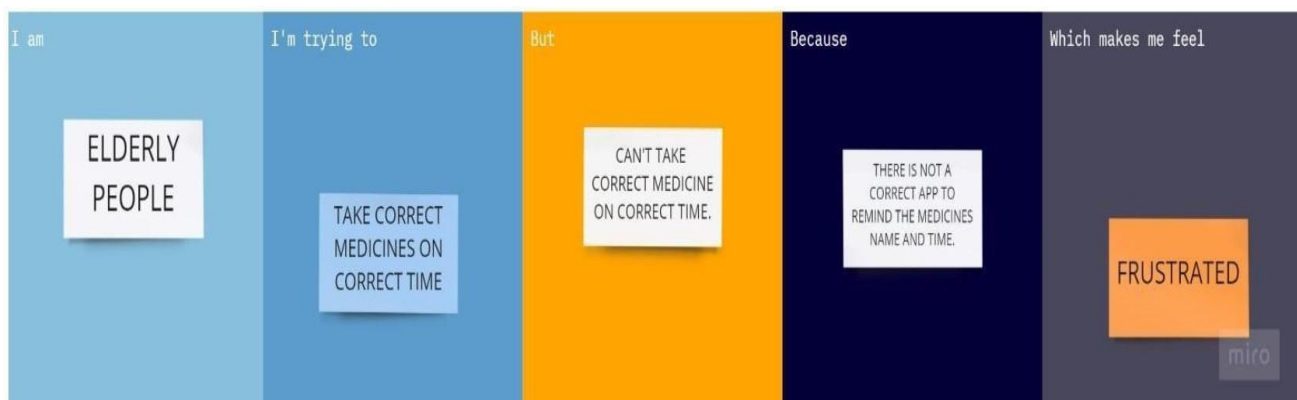 I am
ELDERLY
PEOPLE
I'm trying to
TAKE CORRECT
MEDICINES ON
CORRECT TIME
But
CAN'T TAKE
CORRECT MEDICINE
ON CORRECT TIME.
Because
THERE IS NOT A
CORRECT APP TO
REMIND THE MEDICINES
NAME AND TIME.
Which makes me feel
FRUSTRATED
miro